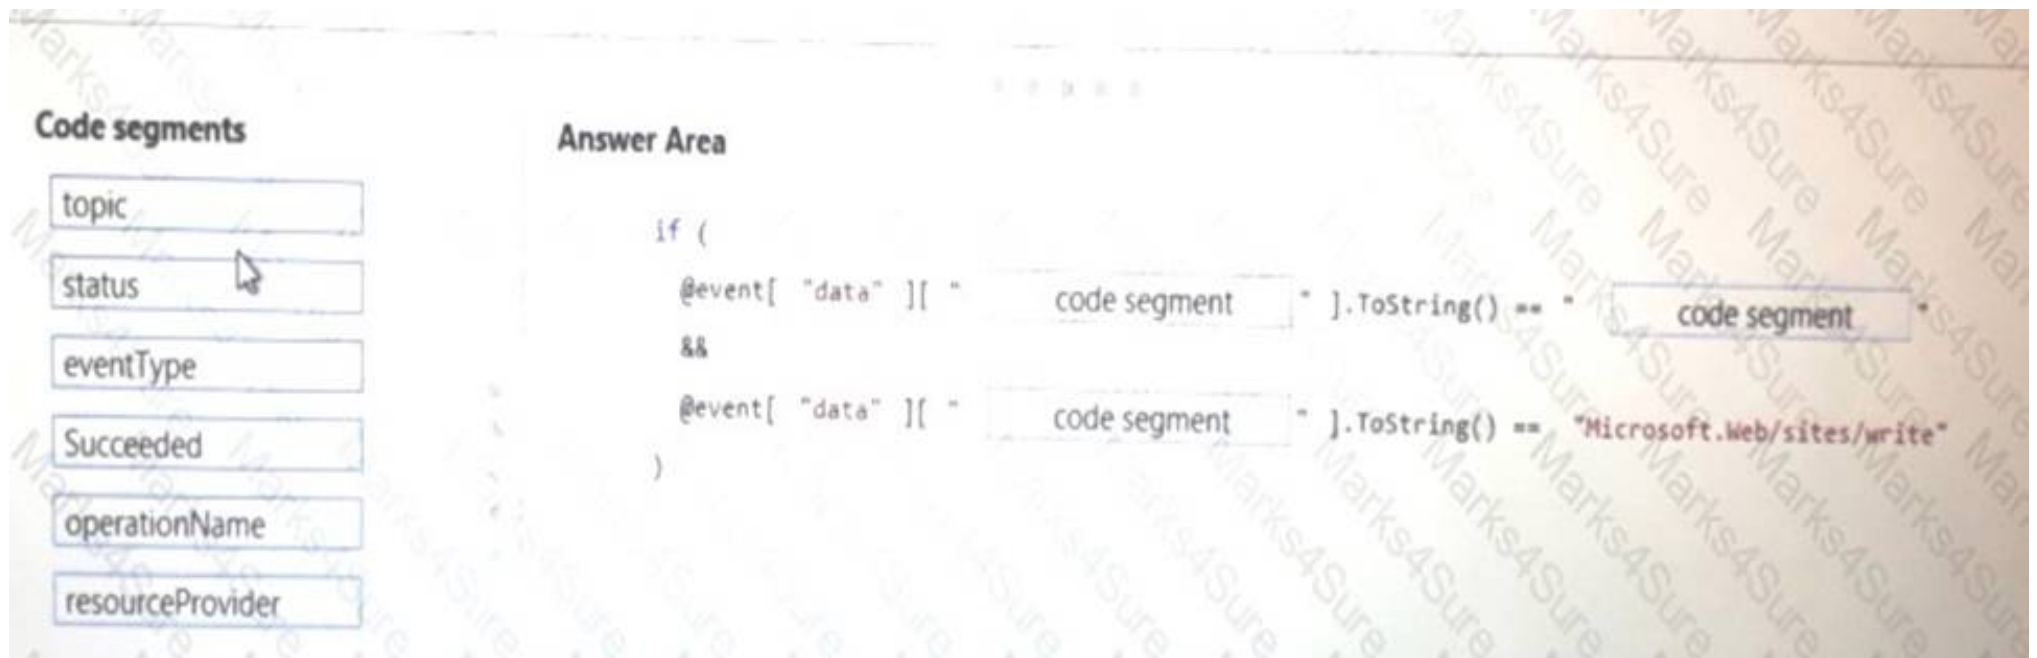 Code segments
topic
status
eventType
Succeeded
operationName
resourceProvider
Answer Area
if (
@event[ "data" ][ " code segment " ].ToString() == " code segment "
&&
@event[ "data" ][ " code segment " ].ToString() == "Microsoft.Web/sites/write"
)
Marks4Sure